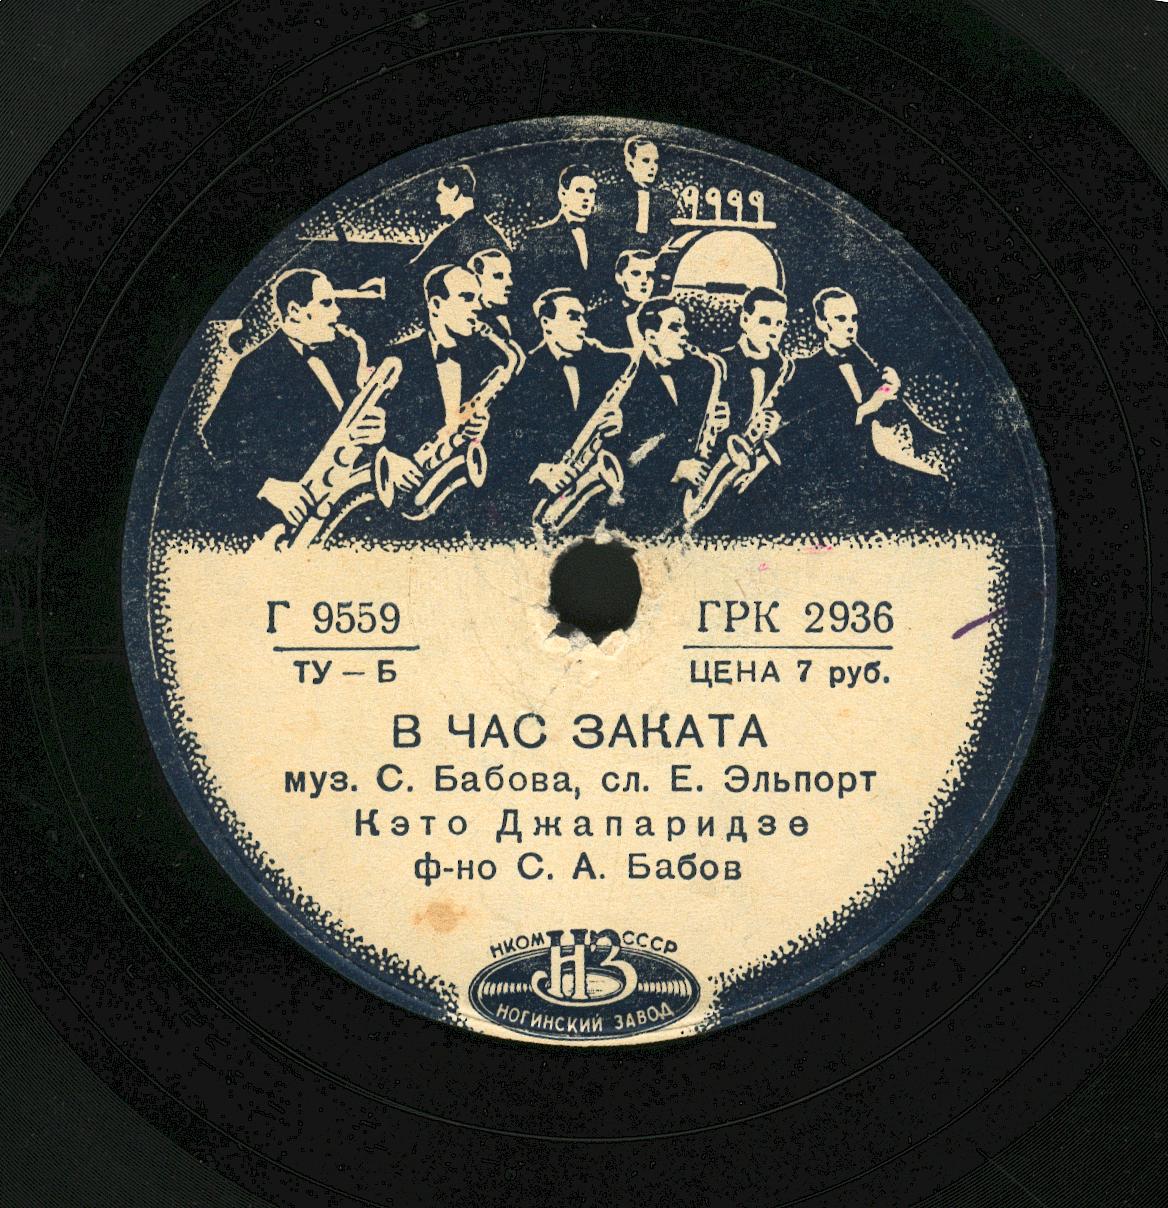 Г 9559
ТУ — Б
ГРК 2936
ЦЕНА 7 руб.
В ЧАС ЗАКАТА
муз. С. Бабова, сл. Е. Эльпорт
Кэто Джапаридзе
ф-но С. А. Бабов
НКОМ НЗ СССР
НОГИНСКИЙ ЗАВОД